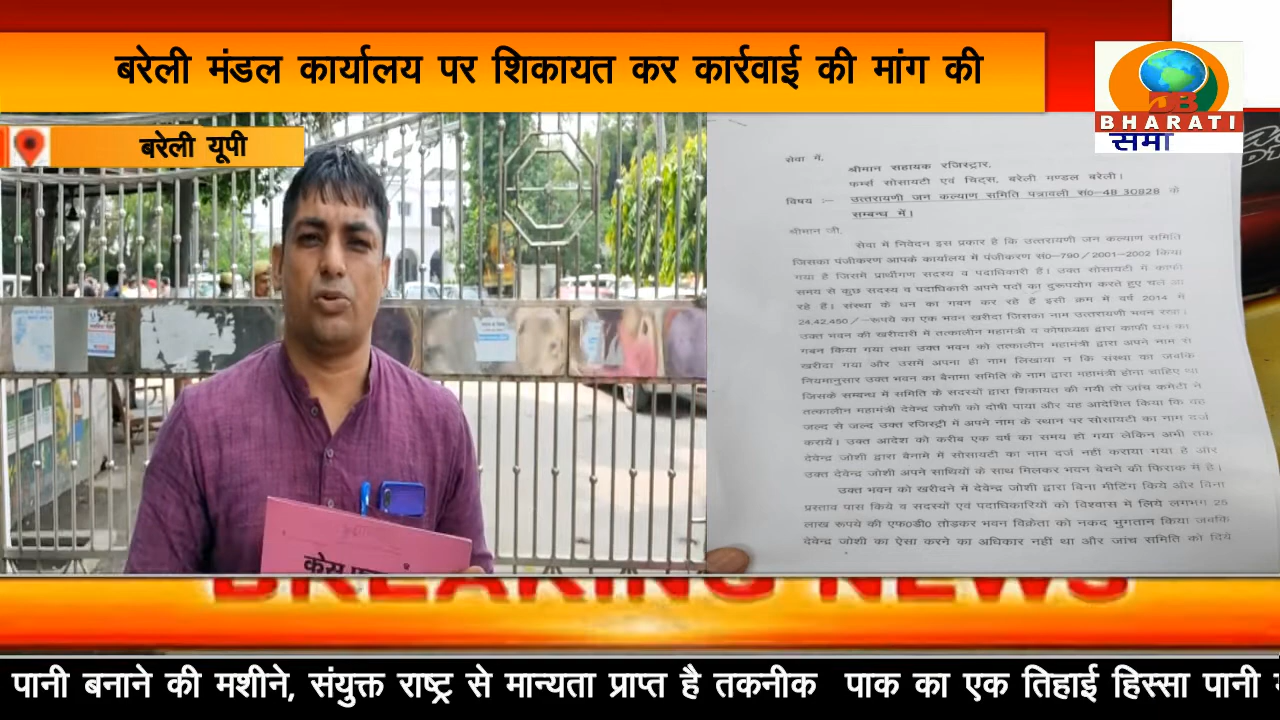 बरेली मंडल कार्यालय पर शिकायत कर कार्रवाई की मांग की
BHARATI
समा
बरेली यूपी
सेवा में,
श्रीमान सहायक रजिस्ट्रार,
फर्म्स सोसायटी एवं चिट्स, बरेली मण्डल बरेली।
विषय :– उत्तरायणी जन कल्याण समिति पत्रावली सं०–4B 30828 के
सम्बन्ध में।
श्रीमान जी,
सेवा में निवेदन इस प्रकार है कि उत्तरायणी जन कल्याण समिति
जिसका पंजीकरण आपके कार्यालय में पंजीकरण सं०–790/2001–2002 किया
गया है जिसमें प्रार्थीगण सदस्य व पदाधिकारी हैं। उक्त सोसायटी में काफी
समय से कुछ सदस्य व पदाधिकारी अपने पदों का दुरूपयोग करते हुए चले आ
रहे हैं। संस्था के धन का गबन कर रहे है इसी क्रम में वर्ष 2014 में
24,42,450/–रूपये का एक भवन खरीदा जिसका नाम उत्तरायणी भवन रखा।
उक्त भवन की खरीदारी में तत्कालीन महामंत्री व कोषाध्यक्ष द्वारा काफी धन का
गबन किया गया तथा उक्त भवन को तत्कालीन महामंत्री द्वारा अपने नाम से
खरीदा गया और उसमें अपना ही नाम लिखाया न कि संस्था का जबकि
नियमानुसार उक्त भवन का बैनामा समिति के नाम द्वारा महामंत्री होना चाहिए था
जिसके सम्बन्ध में समिति के सदस्यों द्वारा शिकायत की गयी तो जांच कमेटी ने
तत्कालीन महामंत्री देवेन्द्र जोशी को दोषी पाया और यह आदेशित किया कि वह
जल्द से जल्द उक्त रजिस्ट्री में अपने नाम के स्थान पर सोसायटी का नाम दर्ज
करायें। उक्त आदेश को करीब एक वर्ष का समय हो गया लेकिन अभी तक
देवेन्द्र जोशी द्वारा बैनामे में सोसायटी का नाम दर्ज नहीं कराया गया है और
उक्त देवेन्द्र जोशी अपने साथियों के साथ मिलकर भवन बेचने की फिराक में है।
उक्त भवन को खरीदने में देवेन्द्र जोशी द्वारा बिना मीटिंग किये और बिना
प्रस्ताव पास किये व सदस्यों एवं पदाधिकारियों को विश्वास में लिये लगभग 25
लाख रूपये की एफ०डी० तोड़कर भवन विक्रेता को नकद भुगतान किया जबकि
देवेन्द्र जोशी का ऐसा करने का अधिकार नहीं था और जांच समिति को दिये
केस
BREAKING NEWS
पानी बनाने की मशीने, संयुक्त राष्ट्र से मान्यता प्राप्त है तकनीक पाक का एक तिहाई हिस्सा पानी